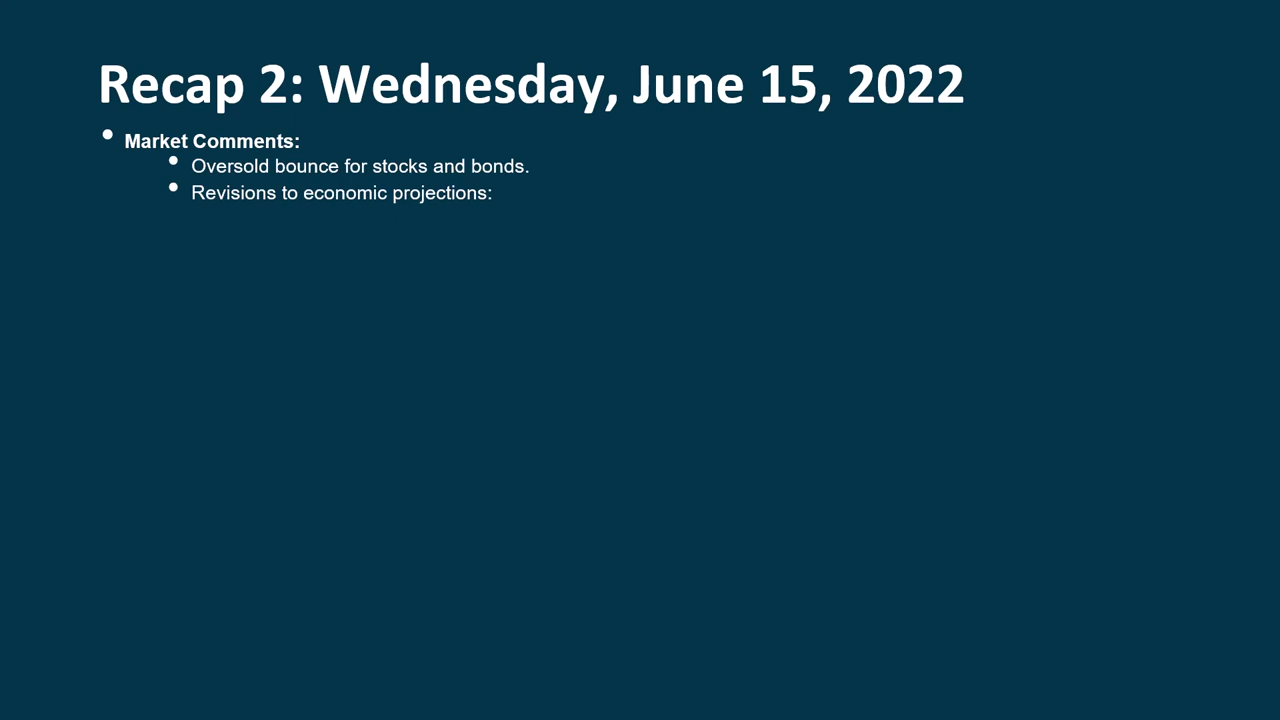 Recap 2: Wednesday, June 15, 2022
• Market Comments:
• Oversold bounce for stocks and bonds.
• Revisions to economic projections: